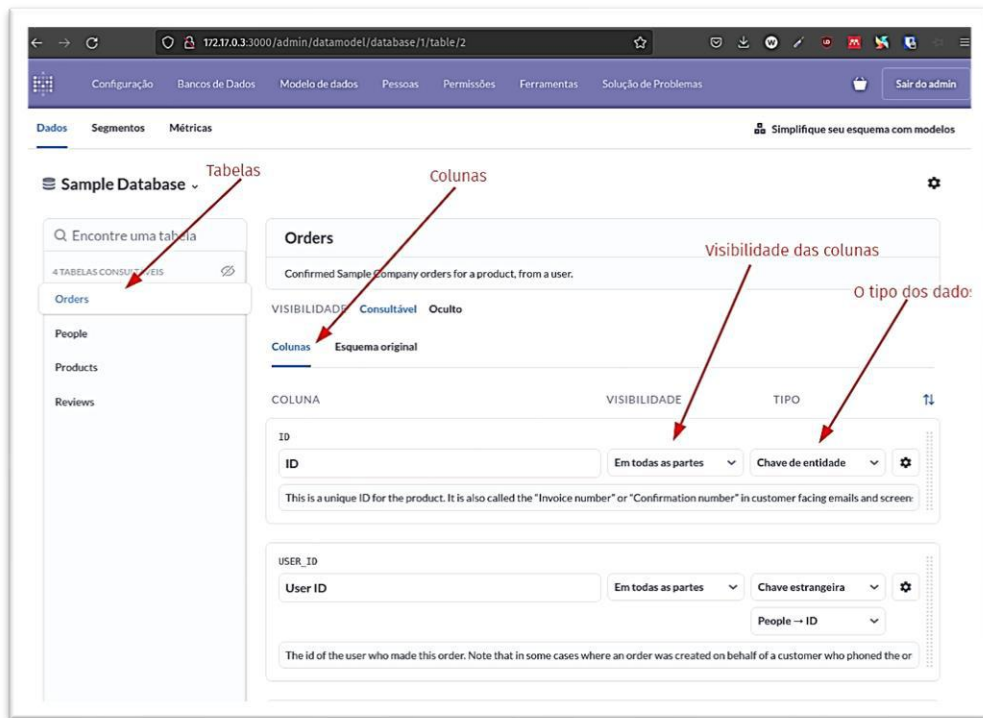 172.17.0.3:3000/admin/datamodel/database/1/table/2
Configuração Bancos de Dados Modelo de dados Pessoas Permissões Ferramentas Solução de Problemas Sair do admin
Dados Segmentos Métricas Simplifique seu esquema com modelos
Tabelas
Colunas
Sample Database
Encontre uma tabela
Orders
Visibilidade das colunas
4 TABELAS CONSULTÁVEIS
Confirmed Sample Company orders for a product, from a user.
O tipo dos dados
Orders
VISIBILIDADE Consultável Oculto
People
Colunas Esquema original
Products
Reviews
COLUNA VISIBILIDADE TIPO
ID
ID Em todas as partes Chave de entidade
This is a unique ID for the product. It is also called the “Invoice number” or “Confirmation number” in customer facing emails and screen
USER_ID
User ID Em todas as partes Chave estrangeira
People → ID
The id of the user who made this order. Note that in some cases where an order was created on behalf of a customer who phoned the or